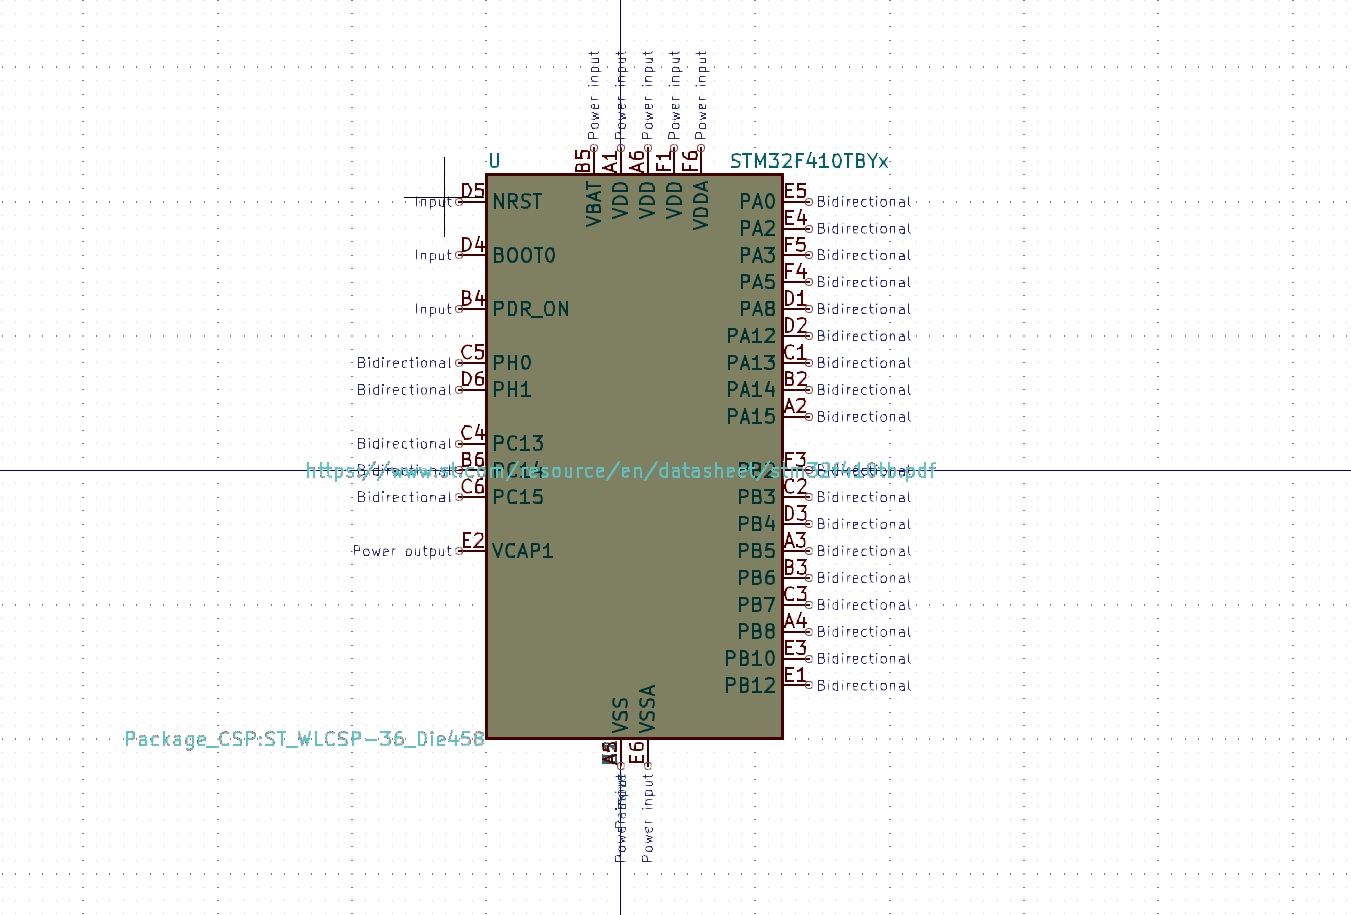 Power input Power input Power input Power input Power input
U STM32F410TBYx
B5 A1 A6 F1 F6
VBAT VDD VDD VDD VDDA
Input D5 NRST PA0 E5 Bidirectional
PA2 E4 Bidirectional
Input D4 BOOT0 PA3 F5 Bidirectional
PA5 F4 Bidirectional
Input B4 PDR_ON PA8 D1 Bidirectional
PA12 D2 Bidirectional
Bidirectional C5 PH0 PA13 C1 Bidirectional
Bidirectional D6 PH1 PA14 B2 Bidirectional
PA15 A2 Bidirectional
Bidirectional C4 PC13
Bidirectional B6 PC14 F3 Bidirectional
https://www.st.com/resource/en/datasheet/stm32f410tb.pdf
Bidirectional C6 PC15 PB3 C2 Bidirectional
PB4 D3 Bidirectional
Power output E2 VCAP1 PB5 A3 Bidirectional
PB6 B3 Bidirectional
PB7 C3 Bidirectional
PB8 A4 Bidirectional
PB10 E3 Bidirectional
PB12 E1 Bidirectional
VSS VSSA
Package_CSP:ST_WLCSP-36_Die458
E6
Power input